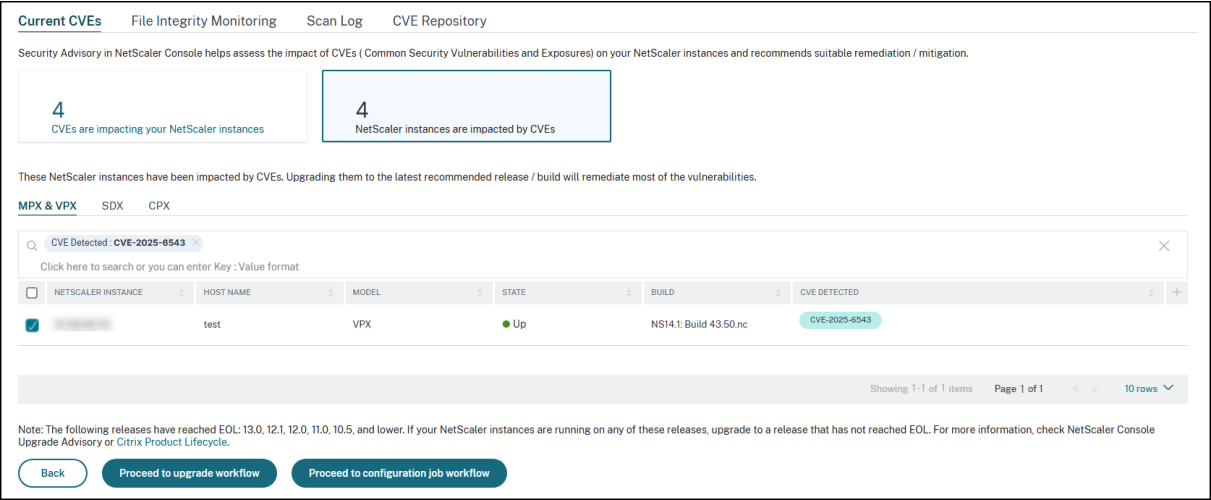 Current CVEs File Integrity Monitoring Scan Log CVE Repository
Security Advisory in NetScaler Console helps assess the impact of CVEs ( Common Security Vulnerabilities and Exposures) on your NetScaler instances and recommends suitable remediation / mitigation.
4
CVEs are impacting your NetScaler instances
4
NetScaler instances are impacted by CVEs
These NetScaler instances have been impacted by CVEs. Upgrading them to the latest recommended release / build will remediate most of the vulnerabilities.
MPX & VPX SDX CPX
CVE Detected : CVE-2025-6543
Click here to search or you can enter Key : Value format
NETSCALER INSTANCE HOST NAME MODEL STATE BUILD CVE DETECTED
test VPX Up NS14.1: Build 43.50.nc CVE-2025-6543
Showing 1-1 of 1 items Page 1 of 1 10 rows
Note: The following releases have reached EOL: 13.0, 12.1, 12.0, 11.0, 10.5, and lower. If your NetScaler instances are running on any of these releases, upgrade to a release that has not reached EOL. For more information, check NetScaler Console
Upgrade Advisory or Citrix Product Lifecycle.
Back Proceed to upgrade workflow Proceed to configuration job workflow